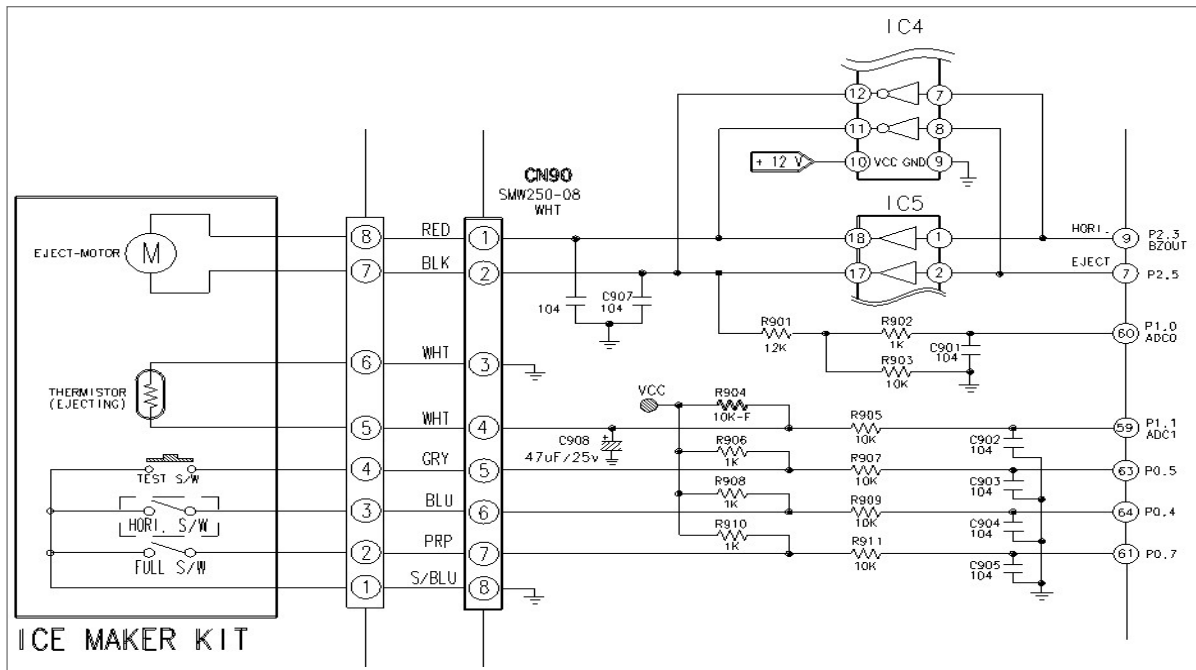 IC4
12 7
11 8
+ 12 V 10 VCC GND 9
CN90
SMW250-08
WHT
IC5
EJECT-MOTOR M
8 RED 1
7 BLK 2
18 1 HORI. 9 P2.3
BZOUT
17 2 EJECT 7 P2.5
104
C907
104
R901
12K
R902
1K
R903
10K
C901
104
60 P1.0
ADC0
6 WHT 3
THERMISTOR
(EJECTING)
VCC
R904
10K-F
5 WHT 4
C908
+
47uF/25v
R905
10K
C902
104
59 P1.1
ADC1
TEST S/W
4 GRY 5
R906
1K
R907
10K
C903
104
63 P0.5
HORI. S/W
3 BLU 6
R908
1K
R909
10K
C904
104
64 P0.4
FULL S/W
2 PRP 7
R910
1K
R911
10K
C905
104
61 P0.7
1 S/BLU 8
ICE MAKER KIT